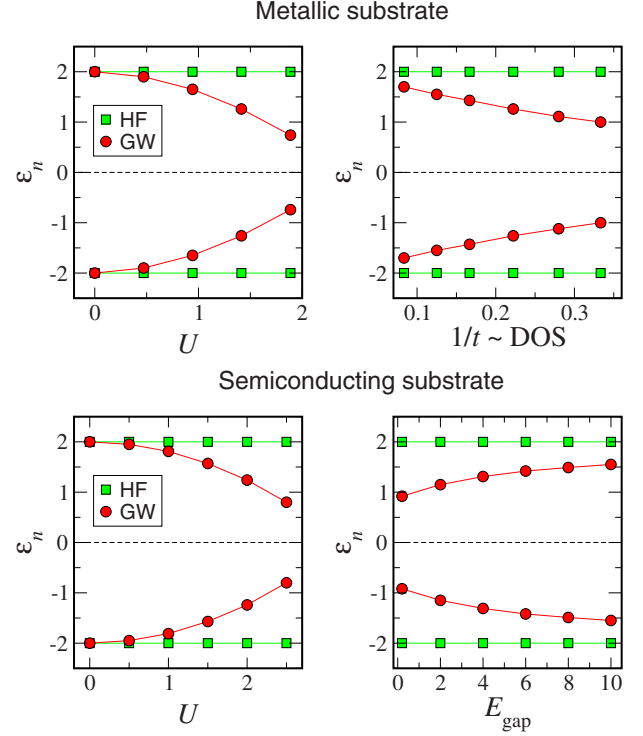 Metallic substrate
2
1
0
-1
-2
εn
HF
GW
0
1
2
U
2
1
0
-1
-2
εn
0.1
0.2
0.3
1/t ~ DOS
Semiconducting substrate
2
1
0
-1
-2
εn
HF
GW
0
1
2
U
2
1
0
-1
-2
εn
0
2
4
6
8
10
Egap